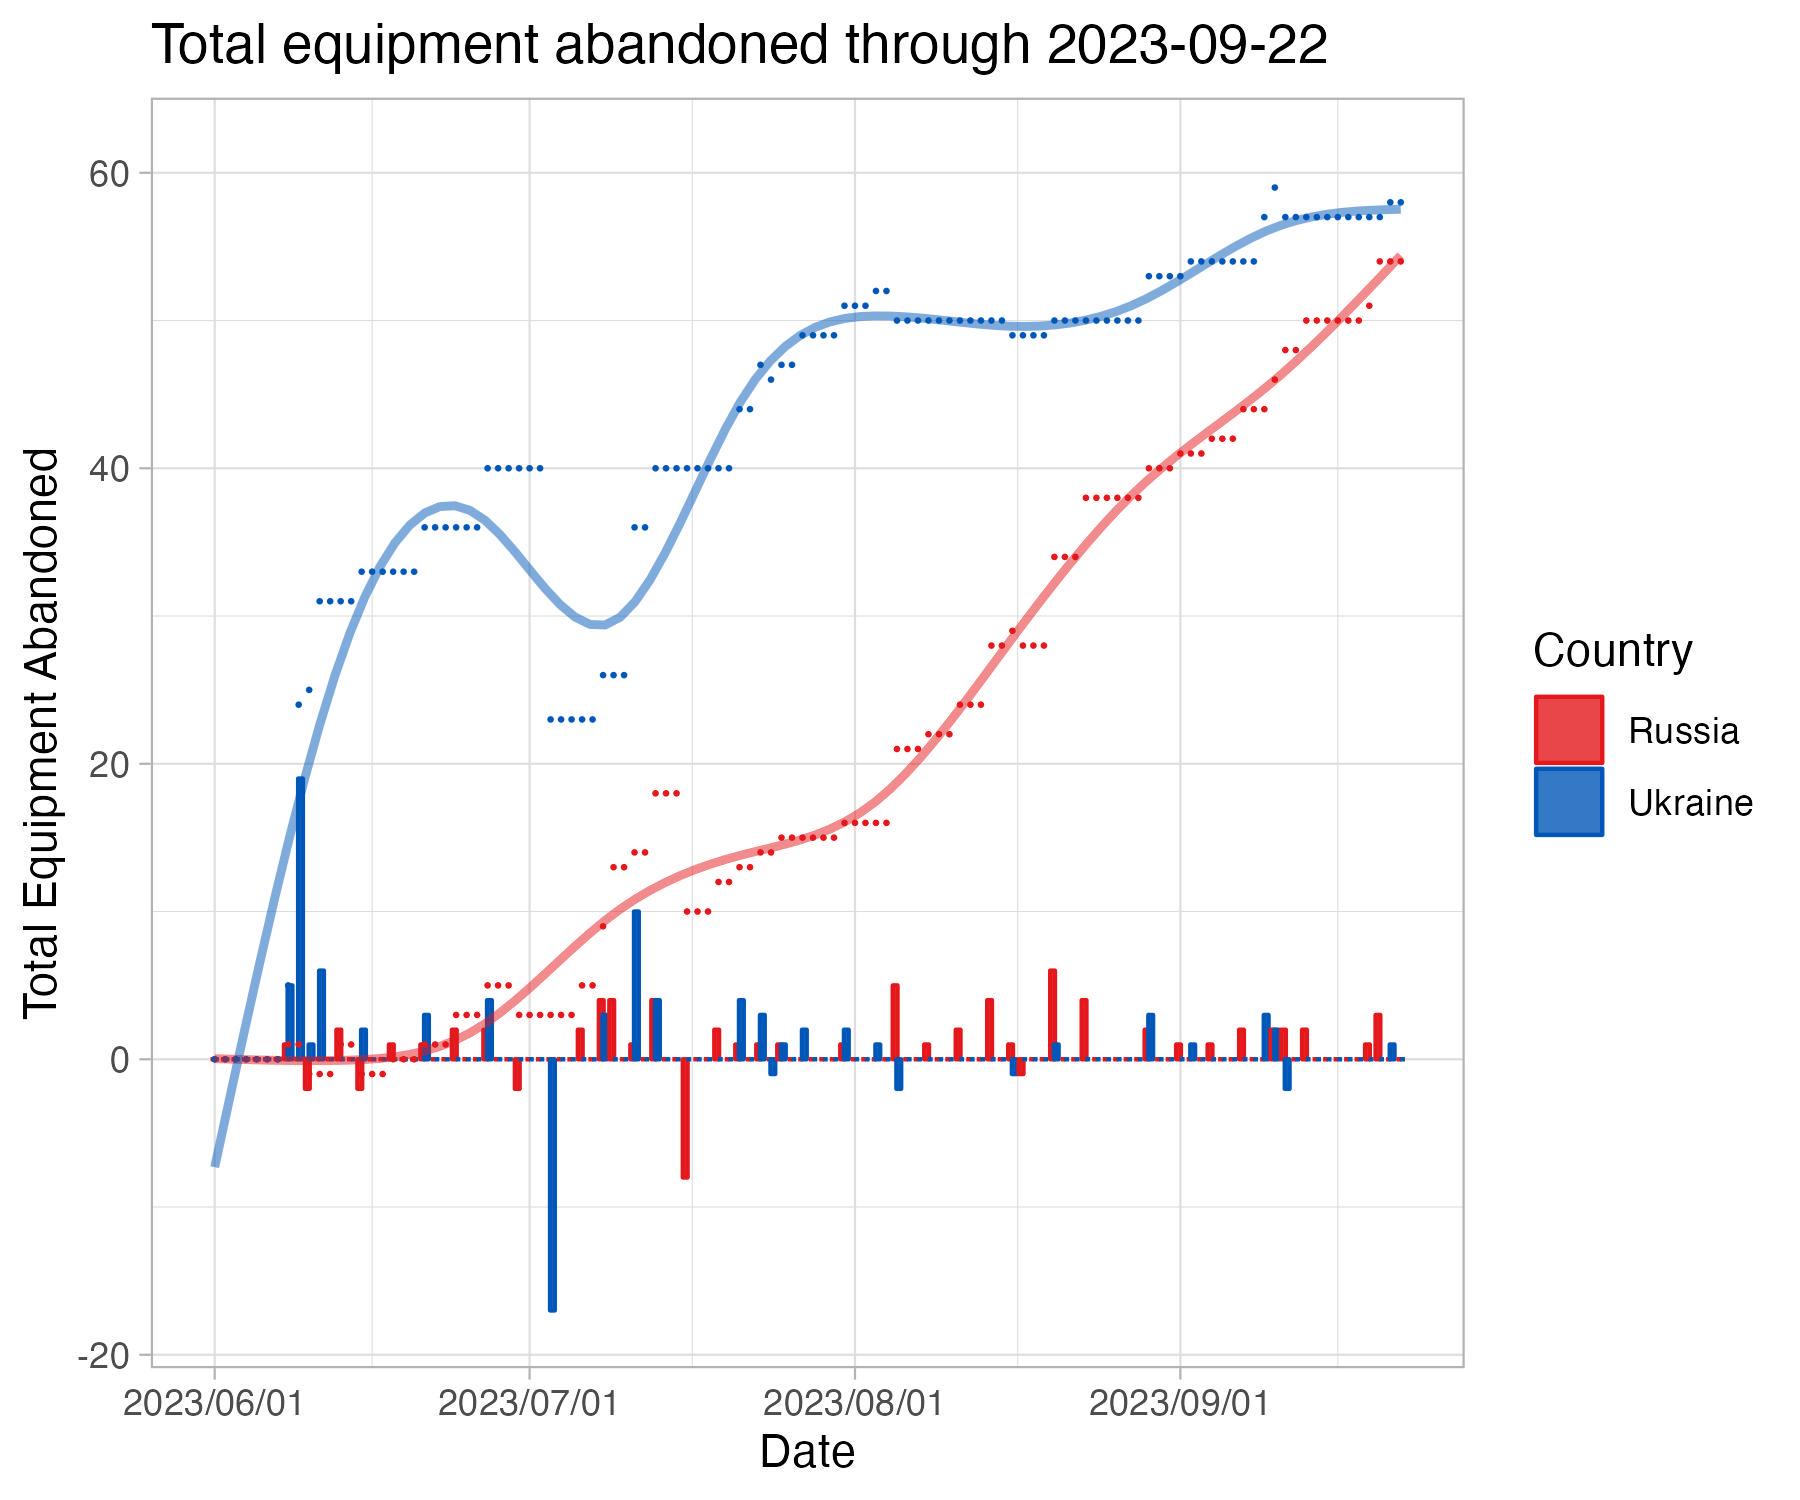 Total equipment abandoned through 2023-09-22
Total Equipment Abandoned
60
40
20
0
-20
2023/06/01
2023/07/01
2023/08/01
2023/09/01
Date
Country
Russia
Ukraine